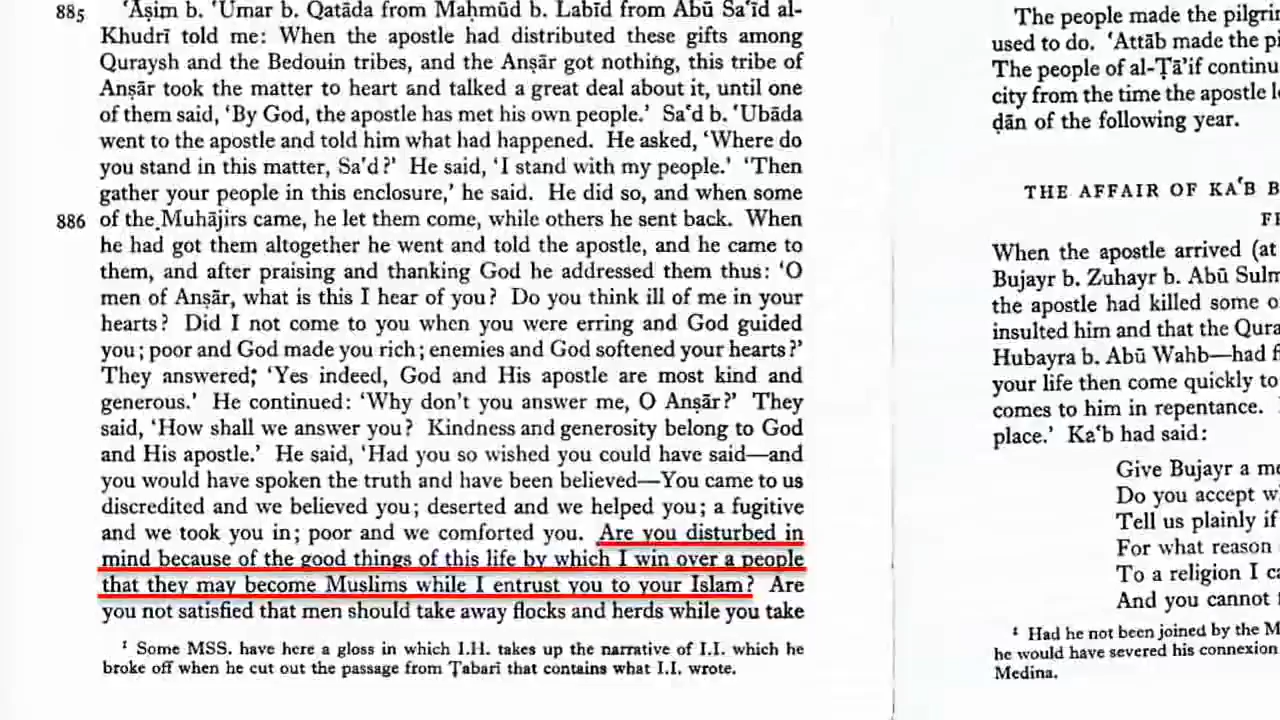 885 'Āṣim b. 'Umar b. Qatāda from Maḥmūd b. Labīd from Abū Sa'īd al-
Khudrī told me: When the apostle had distributed these gifts among
Quraysh and the Bedouin tribes, and the Anṣār got nothing, this tribe of
Anṣār took the matter to heart and talked a great deal about it, until one
of them said, 'By God, the apostle has met his own people.' Sa'd b. 'Ubāda
went to the apostle and told him what had happened. He asked, 'Where do
you stand in this matter, Sa'd?' He said, 'I stand with my people.' 'Then
gather your people in this enclosure,' he said. He did so, and when some
886 of the Muhājirs came, he let them come, while others he sent back. When
he had got them altogether he went and told the apostle, and he came to
them, and after praising and thanking God he addressed them thus: 'O
men of Anṣār, what is this I hear of you? Do you think ill of me in your
hearts? Did I not come to you when you were erring and God guided
you; poor and God made you rich; enemies and God softened your hearts?'
They answered; 'Yes indeed, God and His apostle are most kind and
generous.' He continued: 'Why don't you answer me, O Anṣār?' They
said, 'How shall we answer you? Kindness and generosity belong to God
and His apostle.' He said, 'Had you so wished you could have said—and
you would have spoken the truth and have been believed—You came to us
discredited and we believed you; deserted and we helped you; a fugitive
and we took you in; poor and we comforted you. Are you disturbed in
mind because of the good things of this life by which I win over a people
that they may become Muslims while I entrust you to your Islam? Are
you not satisfied that men should take away flocks and herds while you take
¹ Some MSS. have here a gloss in which I.H. takes up the narrative of I.I. which he
broke off when he cut out the passage from Ṭabarī that contains what I.I. wrote.
The people made the pilgri
used to do. 'Attāb made the pi
The people of al-Ṭā'if continu
city from the time the apostle l
ḍān of the following year.
THE AFFAIR OF KA'B B
When the apostle arrived (at
Bujayr b. Zuhayr b. Abū Sulm
the apostle had killed some o
insulted him and that the Qura
Hubayra b. Abū Wahb—had f
your life then come quickly to
comes to him in repentance.
place.' Ka'b had said:
Give Bujayr a m
Do you accept w
Tell us plainly if
For what reason
To a religion I c
And you cannot
¹ Had he not been joined by the M
he would have severed his connexion
Medina.